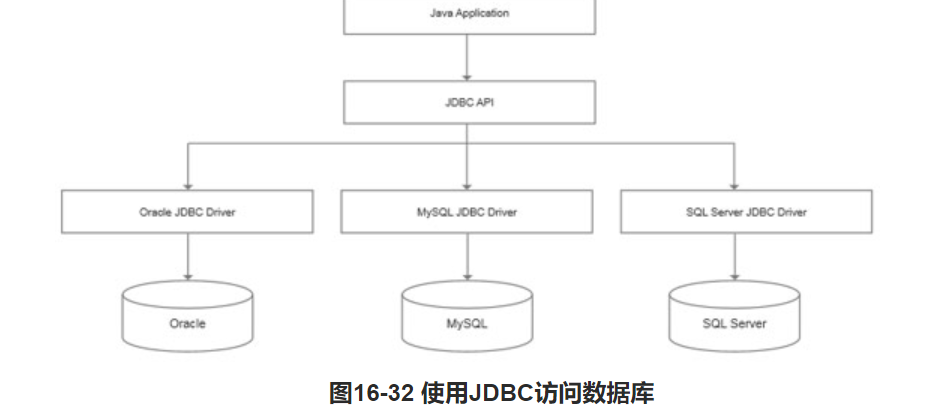 Java Application
JDBC API
Oracle JDBC Driver
MySQL JDBC Driver
SQL Server JDBC Driver
Oracle
MySQL
SQL Server
图16-32 使用JDBC访问数据库